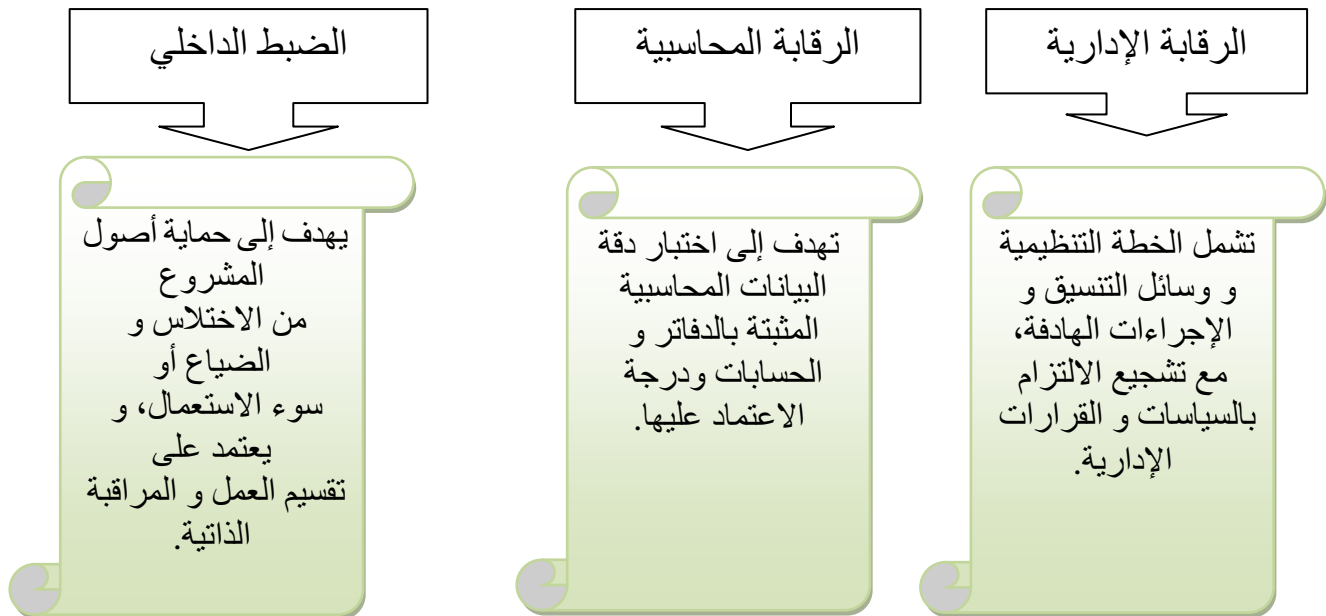 الرقابة الإدارية
الرقابة المحاسبية
الضبط الداخلي
تشمل الخطة التنظيمية
و وسائل التنسيق و
الإجراءات الهادفة،
مع تشجيع الالتزام
بالسياسات و القرارات
الإدارية.
تهدف إلى اختبار دقة
البيانات المحاسبية
المثبتة بالدفاتر و
الحسابات ودرجة
الاعتماد عليها.
يهدف إلى حماية أصول
المشروع
من الاختلاس و
الضياع أو
سوء الاستعمال، و
يعتمد على
تقسيم العمل و المراقبة
الذاتية.